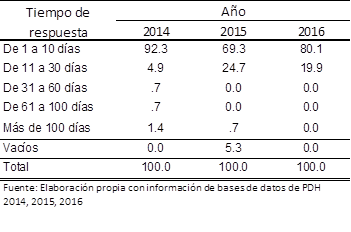 Tiempo de respuesta Año
2014 2015 2016
De 1 a 10 días 92.3 69.3 80.1
De 11 a 30 días 4.9 24.7 19.9
De 31 a 60 días .7 0.0 0.0
De 61 a 100 días .7 0.0 0.0
Más de 100 días 1.4 .7 0.0
Vacíos 0.0 5.3 0.0
Total 100.0 100.0 100.0
Fuente: Elaboración propia con información de bases de datos de PDH
2014, 2015, 2016